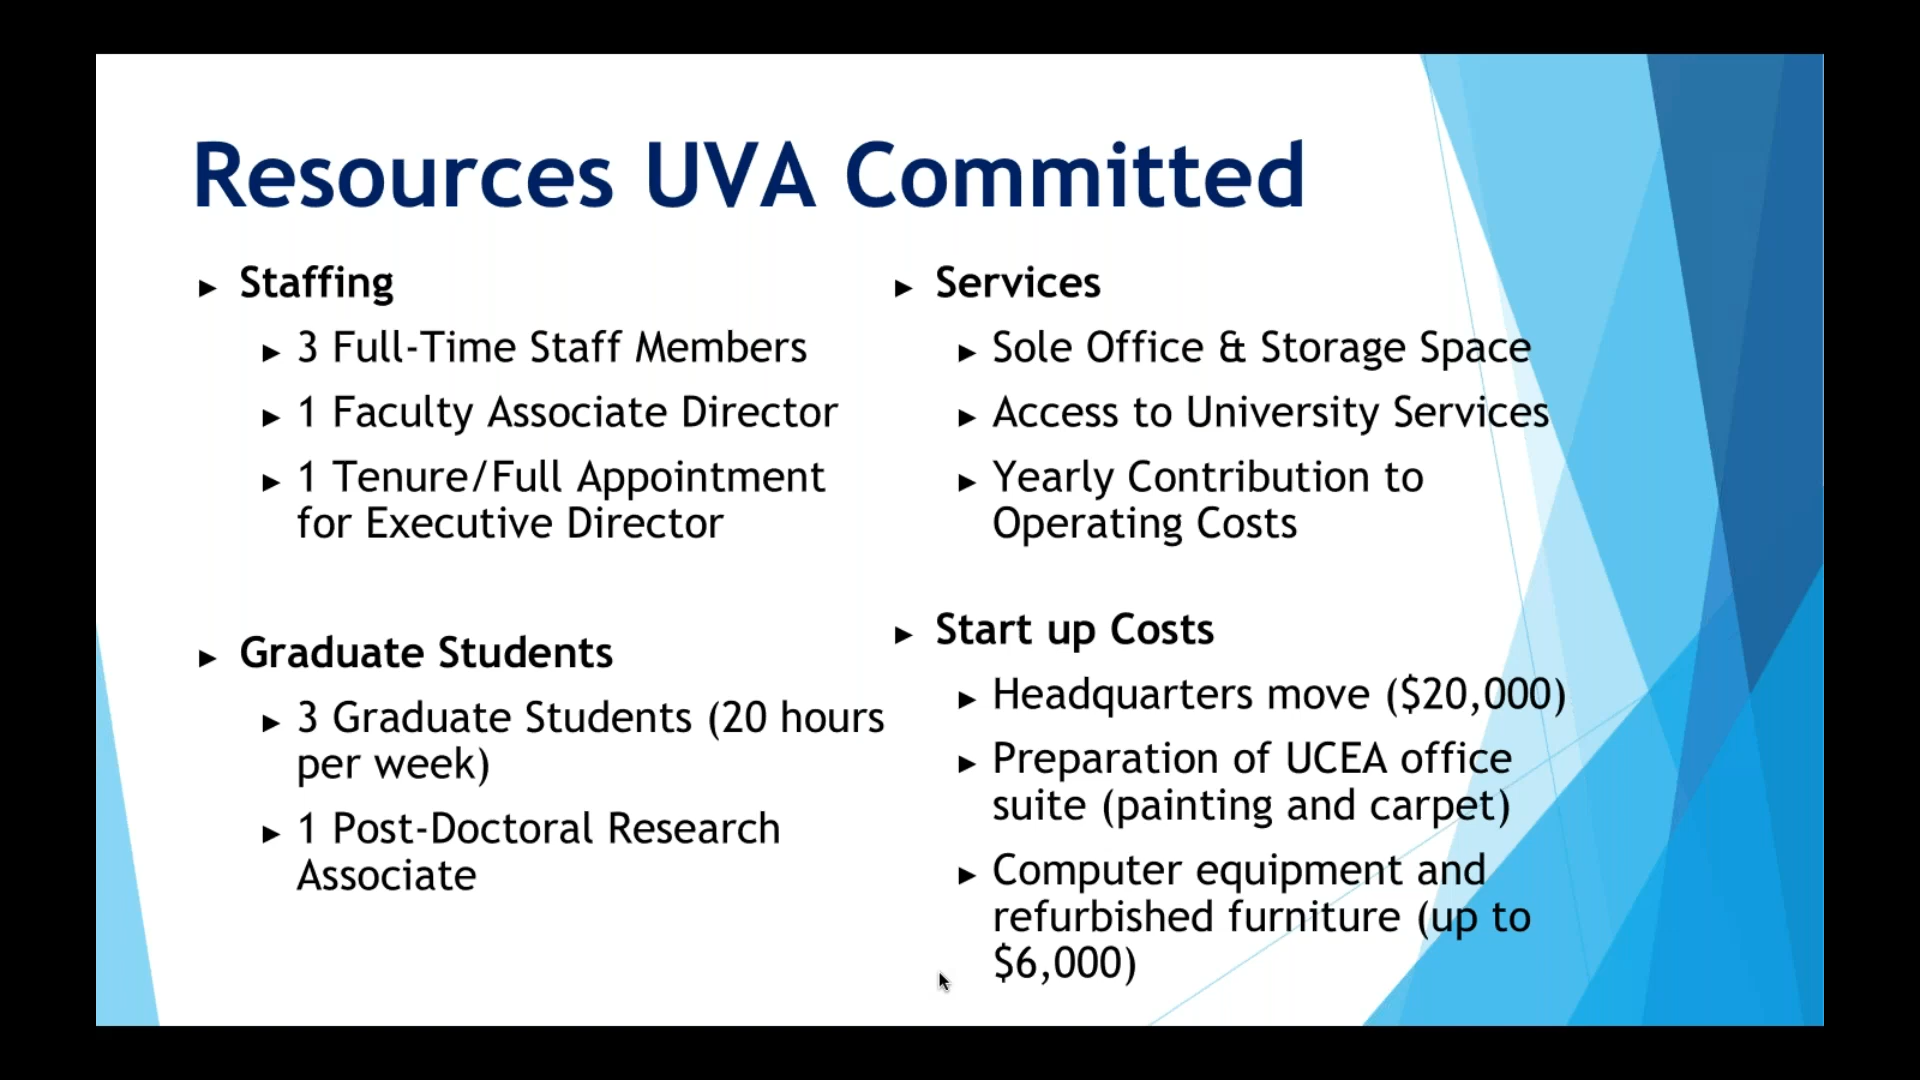 Resources UVA Committed
Staffing
3 Full-Time Staff Members
1 Faculty Associate Director
1 Tenure/Full Appointment
for Executive Director
Graduate Students
3 Graduate Students (20 hours
per week)
1 Post-Doctoral Research
Associate
Services
Sole Office & Storage Space
Access to University Services
Yearly Contribution to
Operating Costs
Start up Costs
Headquarters move ($20,000)
Preparation of UCEA office
suite (painting and carpet)
Computer equipment and
refurbished furniture (up to
$6,000)